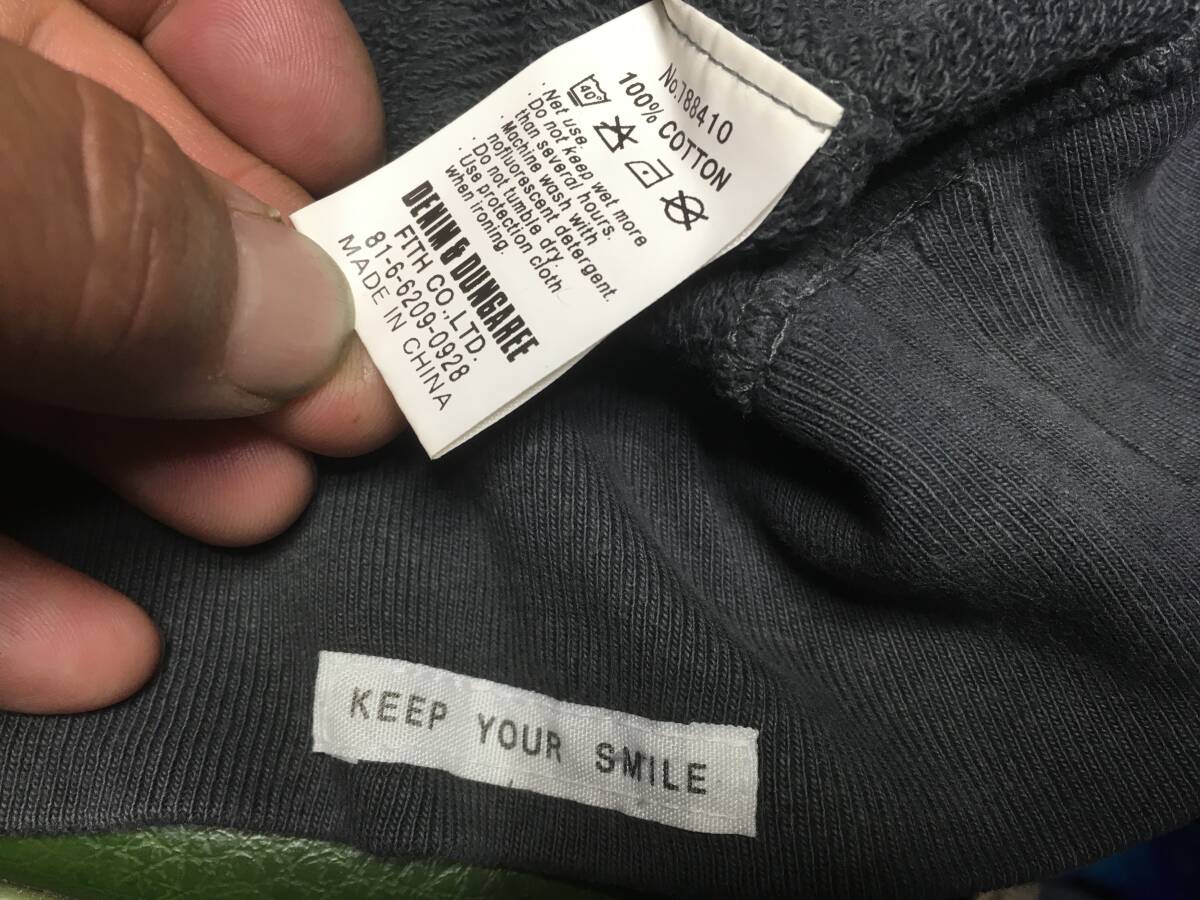 No.788410
100% COTTON
40
· Net use.
· Do not keep wet more
than several hours.
· Machine wash with
nofluorescent detergent.
· Do not tumble dry.
· Use protection cloth
when ironing.
DENIM & DUNGAREE
FITH CO.,LTD.
81-6-6209-0928
MADE IN CHINA
KEEP YOUR SMILE